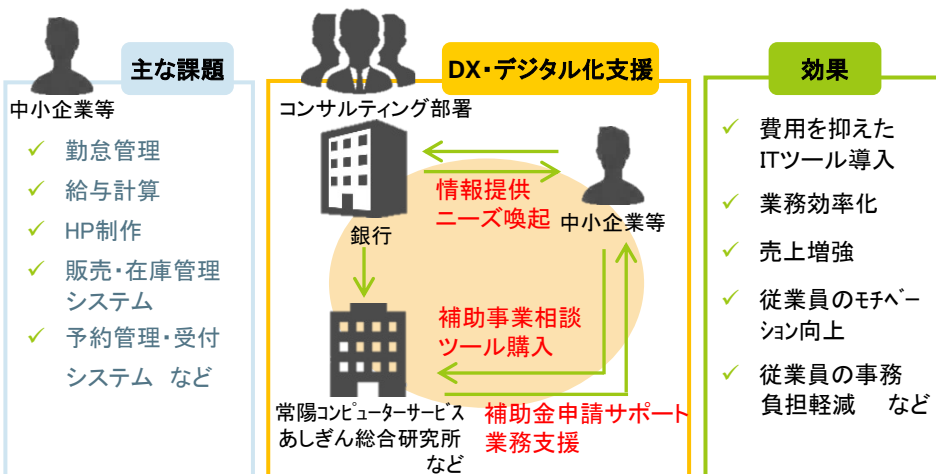 主な課題
中小企業等
✓ 勤怠管理
✓ 給与計算
✓ HP制作
✓ 販売・在庫管理
システム
✓ 予約管理・受付
システム など
DX・デジタル化支援
コンサルティング部署
銀行
情報提供
ニーズ喚起
中小企業等
補助事業相談
ツール購入
常陽ｺﾝﾋﾟｭｰﾀｰサービス
あしぎん総合研究所
など
補助金申請サポート
業務支援
効果
✓ 費用を抑えた
ITツール導入
✓ 業務効率化
✓ 売上増強
✓ 従業員のﾓﾁﾍﾞｰ
ｼｮﾝ向上
✓ 従業員の事務
負担軽減 など